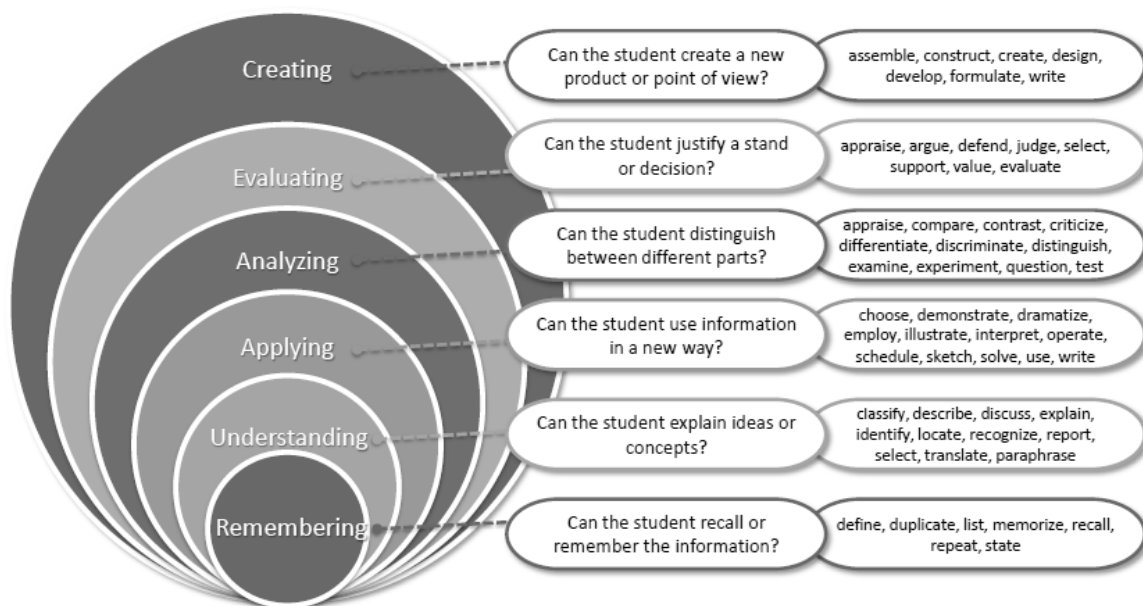 Creating
Can the student create a new
product or point of view?
assemble, construct, create, design,
develop, formulate, write
Evaluating
Can the student justify a stand
or decision?
appraise, argue, defend, judge, select,
support, value, evaluate
Analyzing
Can the student distinguish
between different parts?
appraise, compare, contrast, criticize,
differentiate, discriminate, distinguish,
examine, experiment, question, test
Applying
Can the student use information
in a new way?
choose, demonstrate, dramatize,
employ, illustrate, interpret, operate,
schedule, sketch, solve, use, write
Understanding
Can the student explain ideas or
concepts?
classify, describe, discuss, explain,
identify, locate, recognize, report,
select, translate, paraphrase
Remembering
Can the student recall or
remember the information?
define, duplicate, list, memorize, recall,
repeat, state